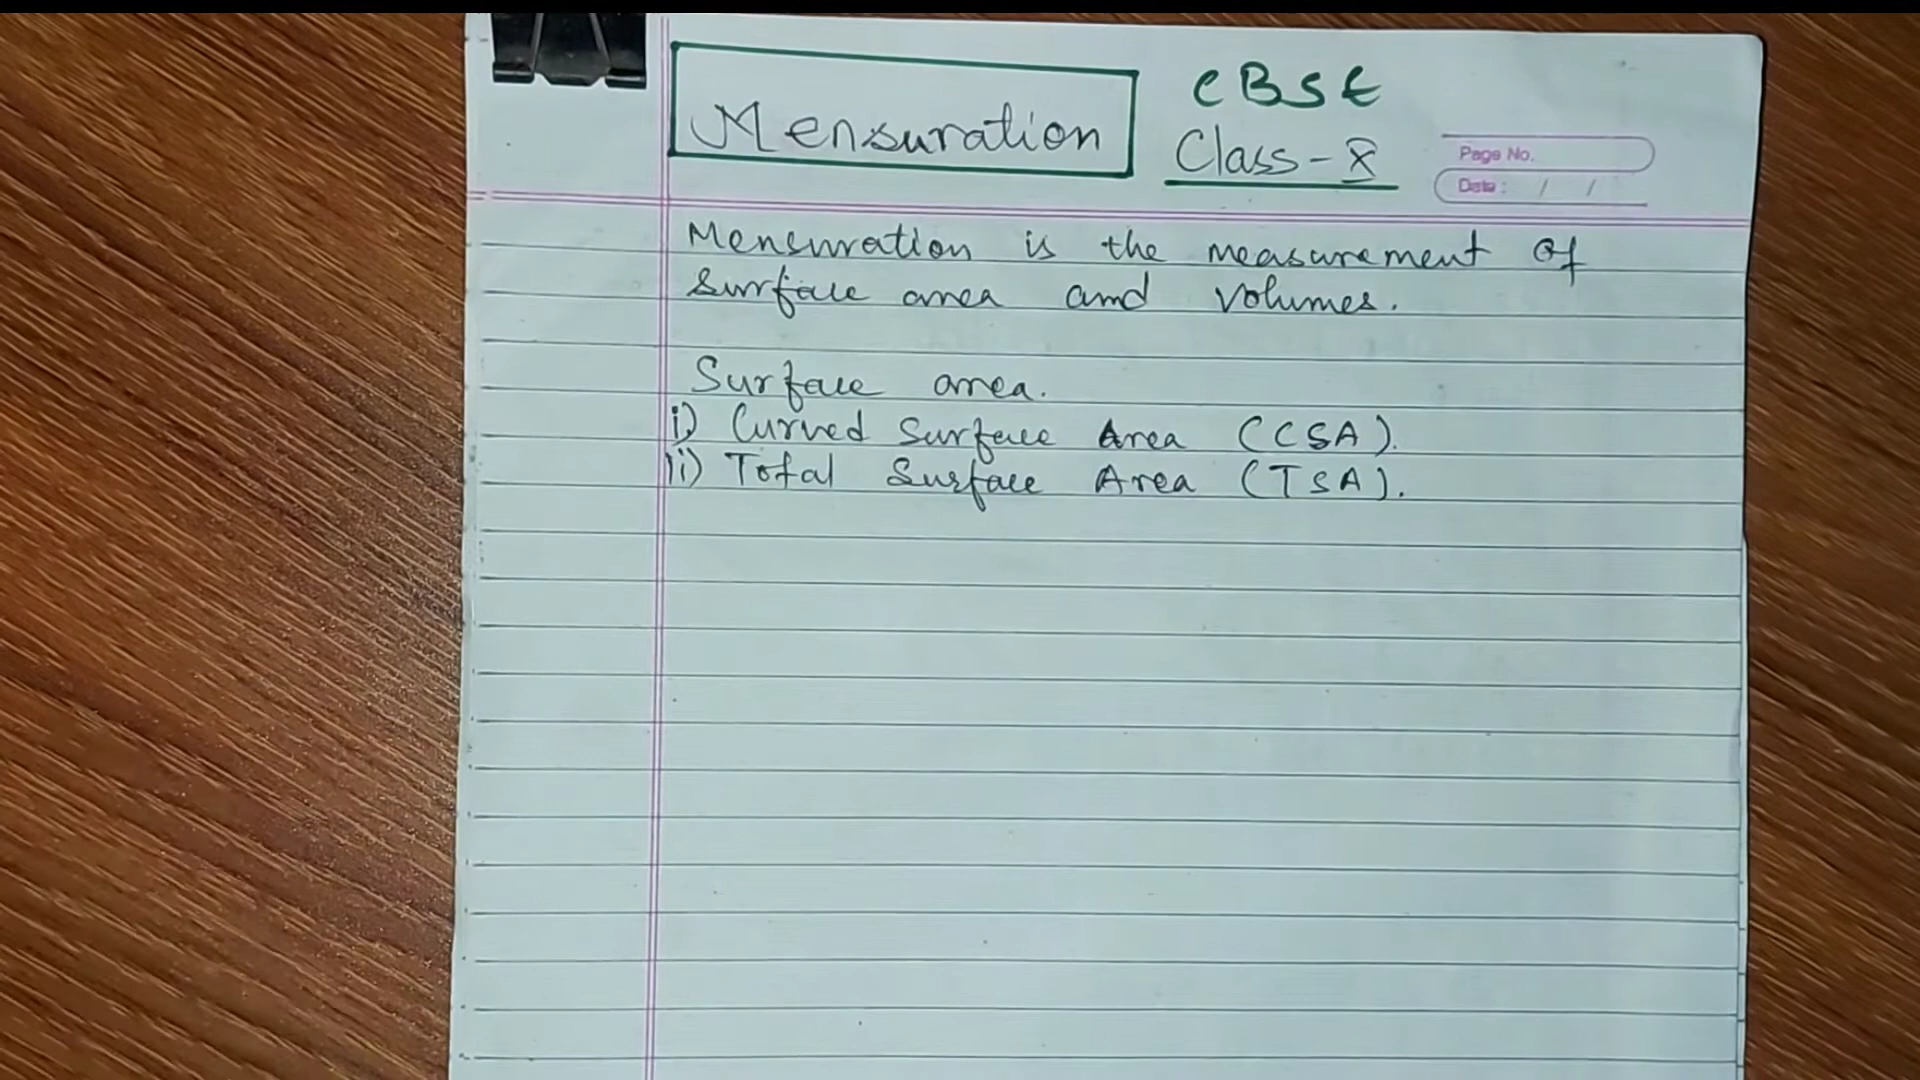 Mensuration
CBSE
Class-X
Page No.
Date : / /
Mensuration is the measurement of
surface area and volumes.
Surface area.
i) Curved Surface Area (CSA).
ii) Total Surface Area (TSA).